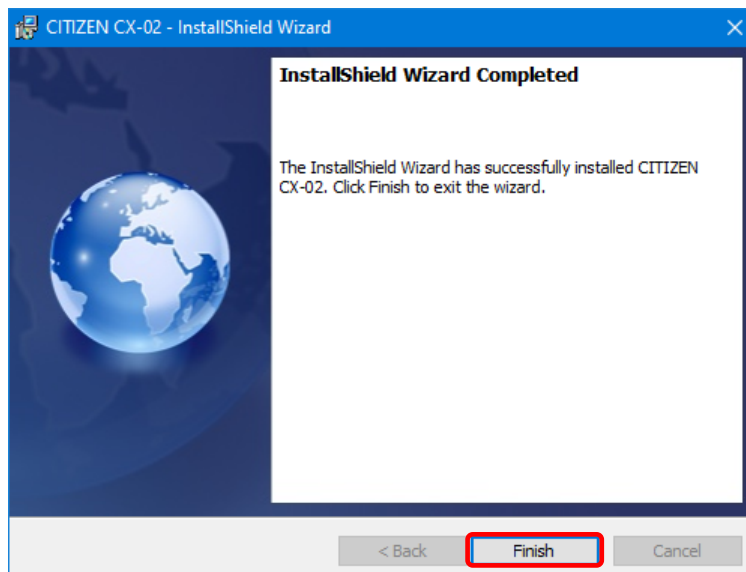 CITIZEN CX-02 - InstallShield Wizard
InstallShield Wizard Completed
The InstallShield Wizard has successfully installed CITIZEN
CX-02. Click Finish to exit the wizard.
< Back
Finish
Cancel